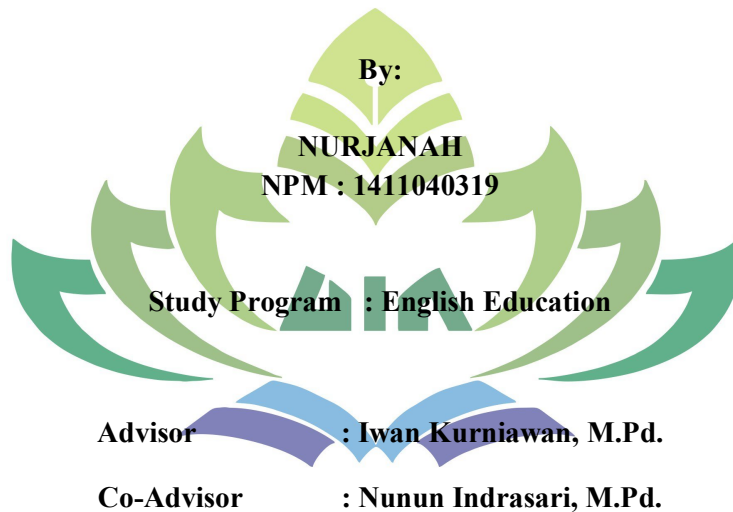 By:
NURJANAH
NPM : 1411040319
Study Program : English Education
Advisor : Iwan Kurniawan, M.Pd.
Co-Advisor : Nunun Indrasari, M.Pd.